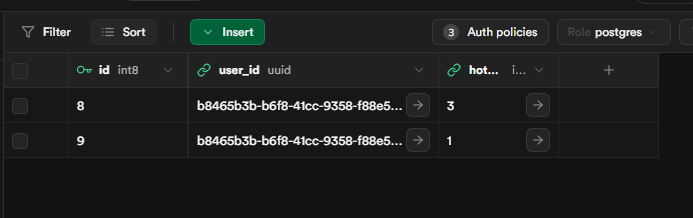 Filter Sort Insert 3 Auth policies Role postgres
id int8 user_id uuid hot... i...
8 b8465b3b-b6f8-41cc-9358-f88e5... 3
9 b8465b3b-b6f8-41cc-9358-f88e5... 1